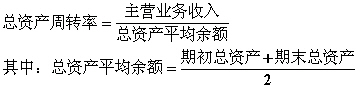 总资产周转率=主营业务收入/总资产平均余额
其中：总资产平均余额=期初总资产+期末总资产/2